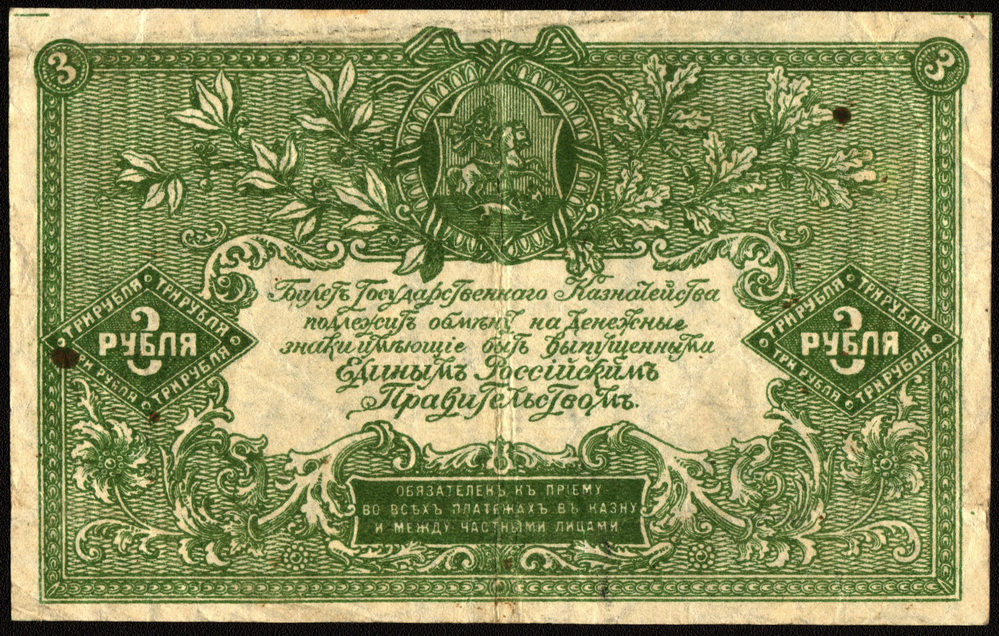 3 3
Билетъ Государственнаго Казначейства
подлежитъ обмѣну на денежные
знаки имѣющіе быть выпущенными
Единымъ Россійскимъ
Правительствомъ.
ТРИ РУБЛЯ ТРИ РУБЛЯ
3 РУБЛЯ
ТРИ РУБЛЯ ТРИ РУБЛЯ
ТРИ РУБЛЯ ТРИ РУБЛЯ
3 РУБЛЯ
ТРИ РУБЛЯ ТРИ РУБЛЯ
ОБЯЗАТЕЛЕНЪ КЪ ПРІЕМУ
ВО ВСѢХЪ ПЛАТЕЖАХЪ ВЪ КАЗНУ
И МЕЖДУ ЧАСТНЫМИ ЛИЦАМИ
3 3